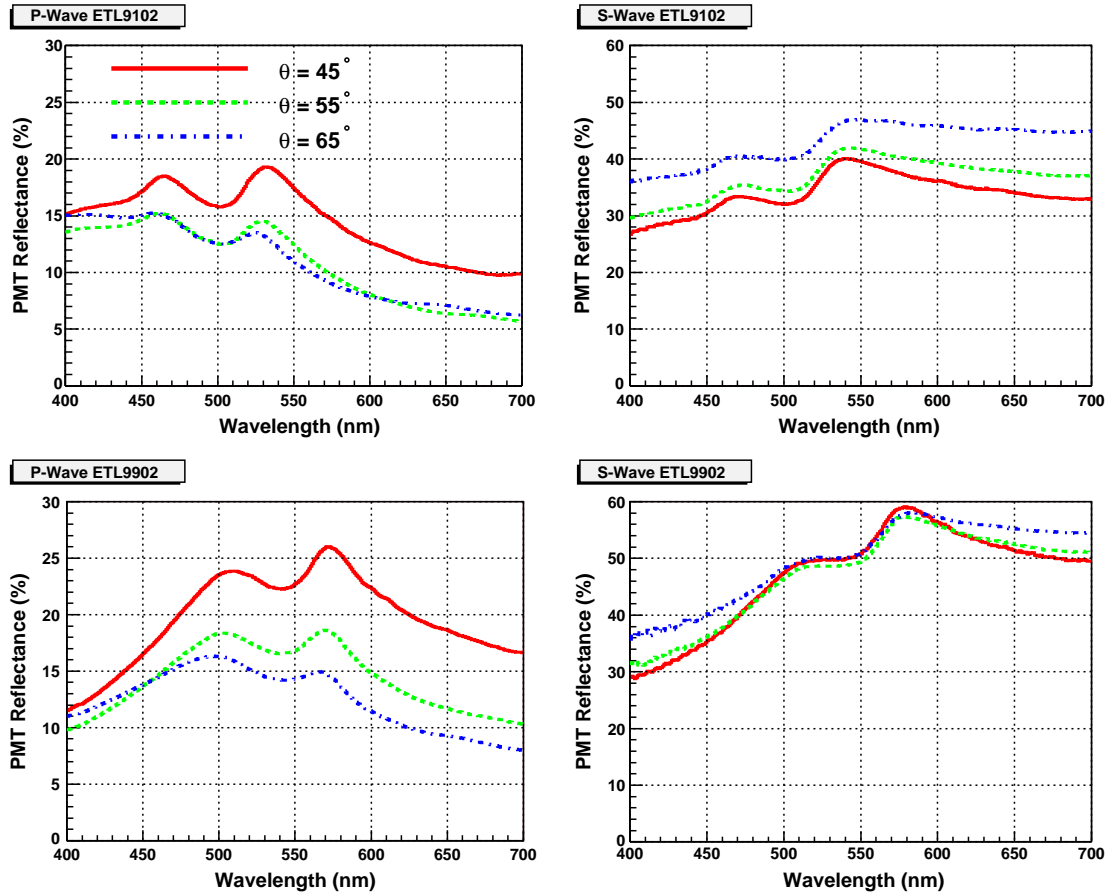 P-Wave ETL9102
PMT Reflectance (%)
30
25
20
15
10
5
0
400 450 500 550 600 650 700
Wavelength (nm)
θ = 45°
θ = 55°
θ = 65°
S-Wave ETL9102
PMT Reflectance (%)
60
50
40
30
20
10
0
400 450 500 550 600 650 700
Wavelength (nm)
P-Wave ETL9902
PMT Reflectance (%)
30
25
20
15
10
5
0
400 450 500 550 600 650 700
Wavelength (nm)
S-Wave ETL9902
PMT Reflectance (%)
60
50
40
30
20
10
0
400 450 500 550 600 650 700
Wavelength (nm)